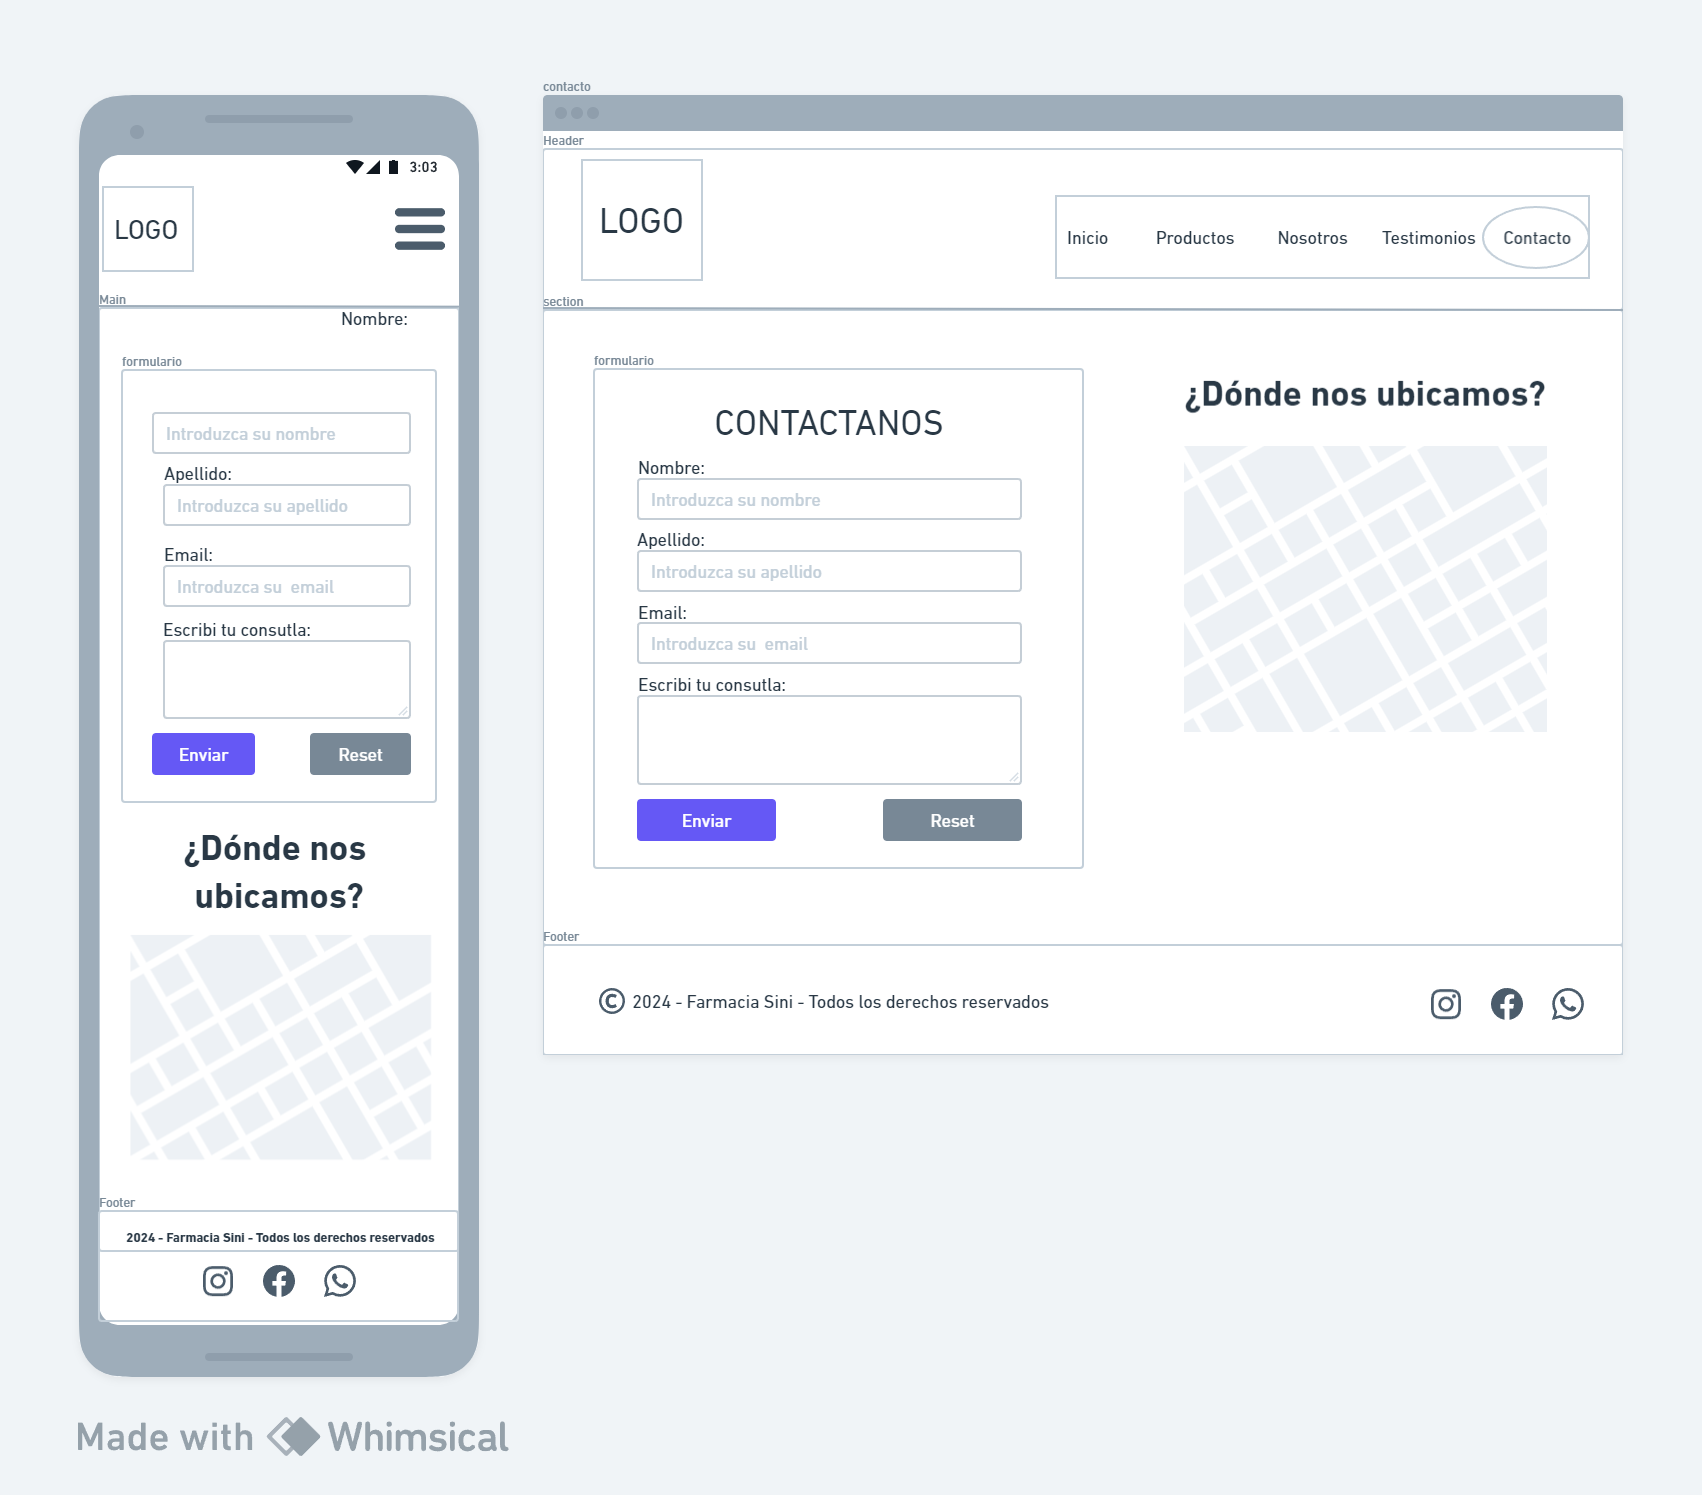 3:03
LOGO
Main
Nombre:
formulario
Introduzca su nombre
Apellido:
Introduzca su apellido
Email:
Introduzca su  email
Escribi tu consutla:
Enviar
Reset
¿Dónde nos
ubicamos?
Footer
2024 - Farmacia Sini - Todos los derechos reservados
contacto
Header
LOGO
Inicio
Productos
Nosotros
Testimonios
Contacto
section
formulario
CONTACTANOS
Nombre:
Introduzca su nombre
Apellido:
Introduzca su apellido
Email:
Introduzca su  email
Escribi tu consutla:
Enviar
Reset
¿Dónde nos ubicamos?
Footer
© 2024 - Farmacia Sini - Todos los derechos reservados
Made with Whimsical